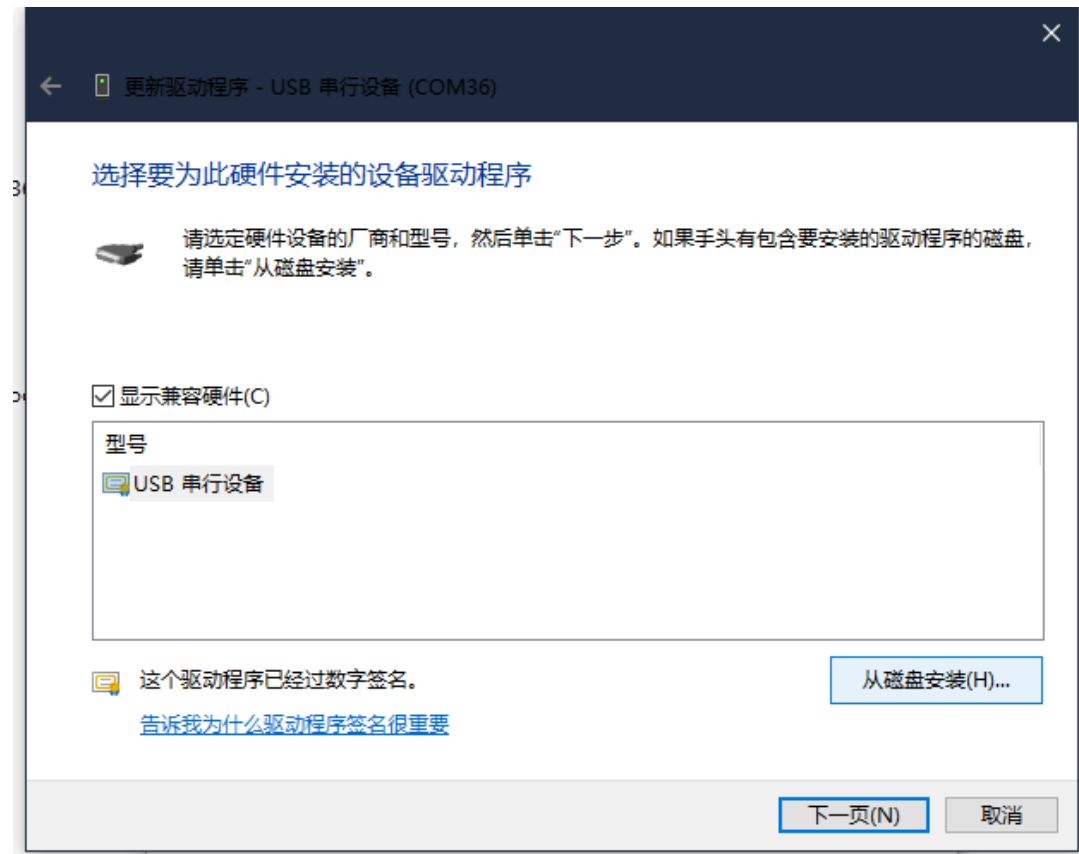 更新驱动程序 - USB 串行设备 (COM36)
选择要为此硬件安装的设备驱动程序
请选定硬件设备的厂商和型号，然后单击“下一步”。如果手头有包含要安装的驱动程序的磁盘，
请单击“从磁盘安装”。
显示兼容硬件(C)
型号
USB 串行设备
这个驱动程序已经过数字签名。
从磁盘安装(H)...
告诉我为什么驱动程序签名很重要
下一页(N)
取消